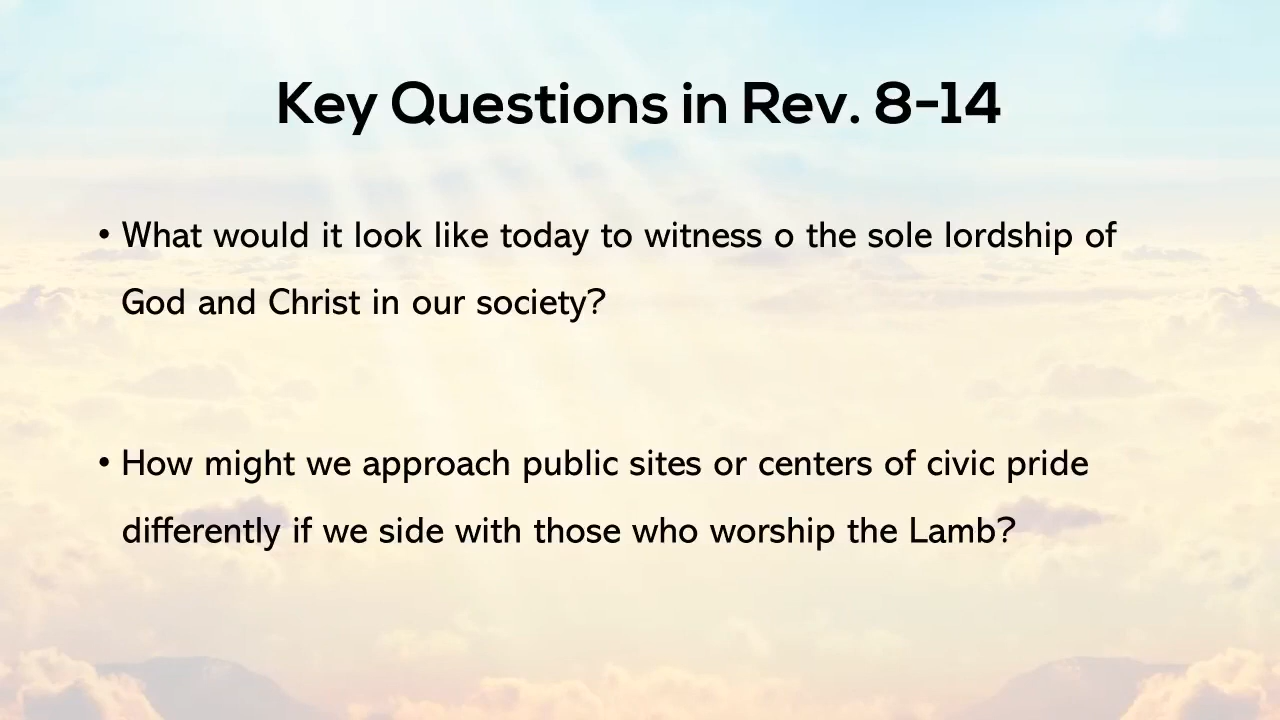 Key Questions in Rev. 8-14
• What would it look like today to witness o the sole lordship of
God and Christ in our society?
• How might we approach public sites or centers of civic pride
differently if we side with those who worship the Lamb?